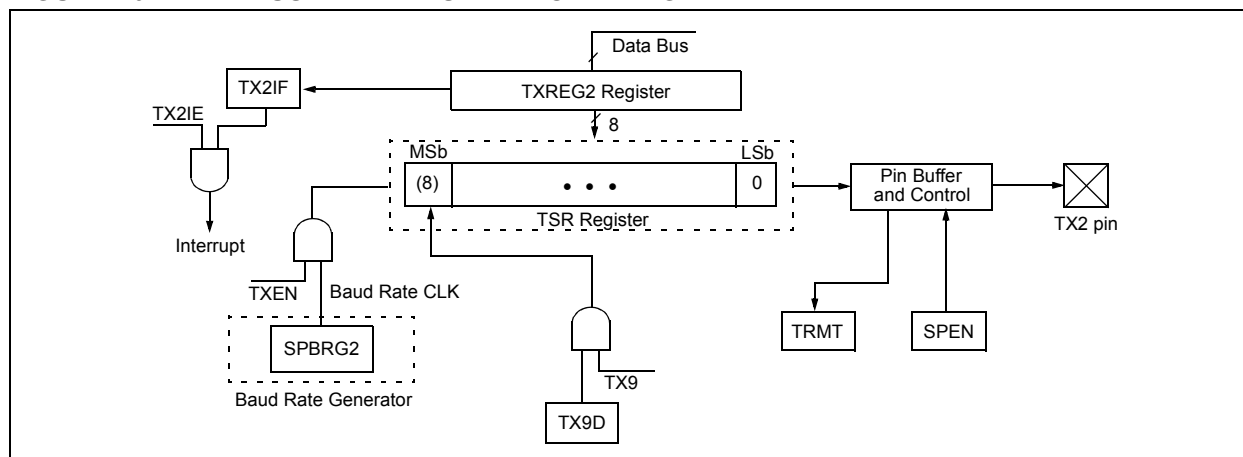 Data Bus
TXREG2 Register
TX2IF
TX2IE
8
MSb
LSb
(8)
• • •
0
TSR Register
Pin Buffer
and Control
TX2 pin
Interrupt
TXEN
Baud Rate CLK
SPBRG2
Baud Rate Generator
TX9
TX9D
TRMT
SPEN